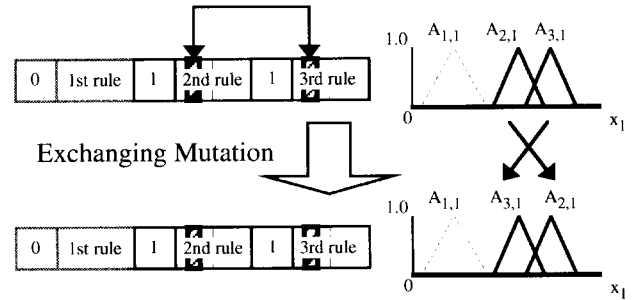 0 1st rule 1 2nd rule 1 3rd rule
1.0 A1,1 A2,1 A3,1
0 x1
Exchanging Mutation
0 1st rule 1 2nd rule 1 3rd rule
1.0 A1,1 A3,1 A2,1
0 x1